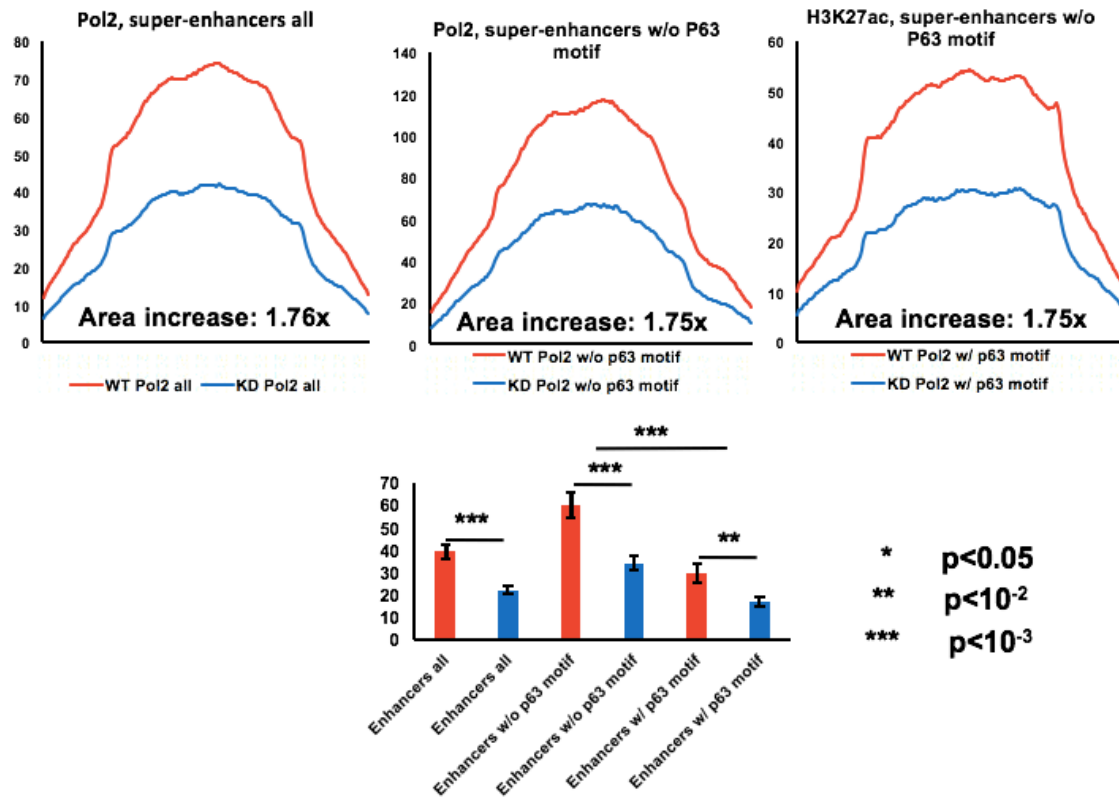 Pol2, super-enhancers all
80
70
60
50
40
30
20
10
0
Area increase: 1.76x
WT Pol2 all KD Pol2 all
Pol2, super-enhancers w/o P63
motif
140
120
100
80
60
40
20
0
Area increase: 1.75x
WT Pol2 w/o p63 motif
KD Pol2 w/o p63 motif
H3K27ac, super-enhancers w/o
P63 motif
60
50
40
30
20
10
0
Area increase: 1.75x
WT Pol2 w/ p63 motif
KD Pol2 w/ p63 motif
70
60
50
40
30
20
10
0
***
***
***
**
Enhancers all
Enhancers all
Enhancers w/o p63 motif
Enhancers w/o p63 motif
Enhancers w/ p63 motif
Enhancers w/ p63 motif
* p<0.05
** p<10⁻²
*** p<10⁻³